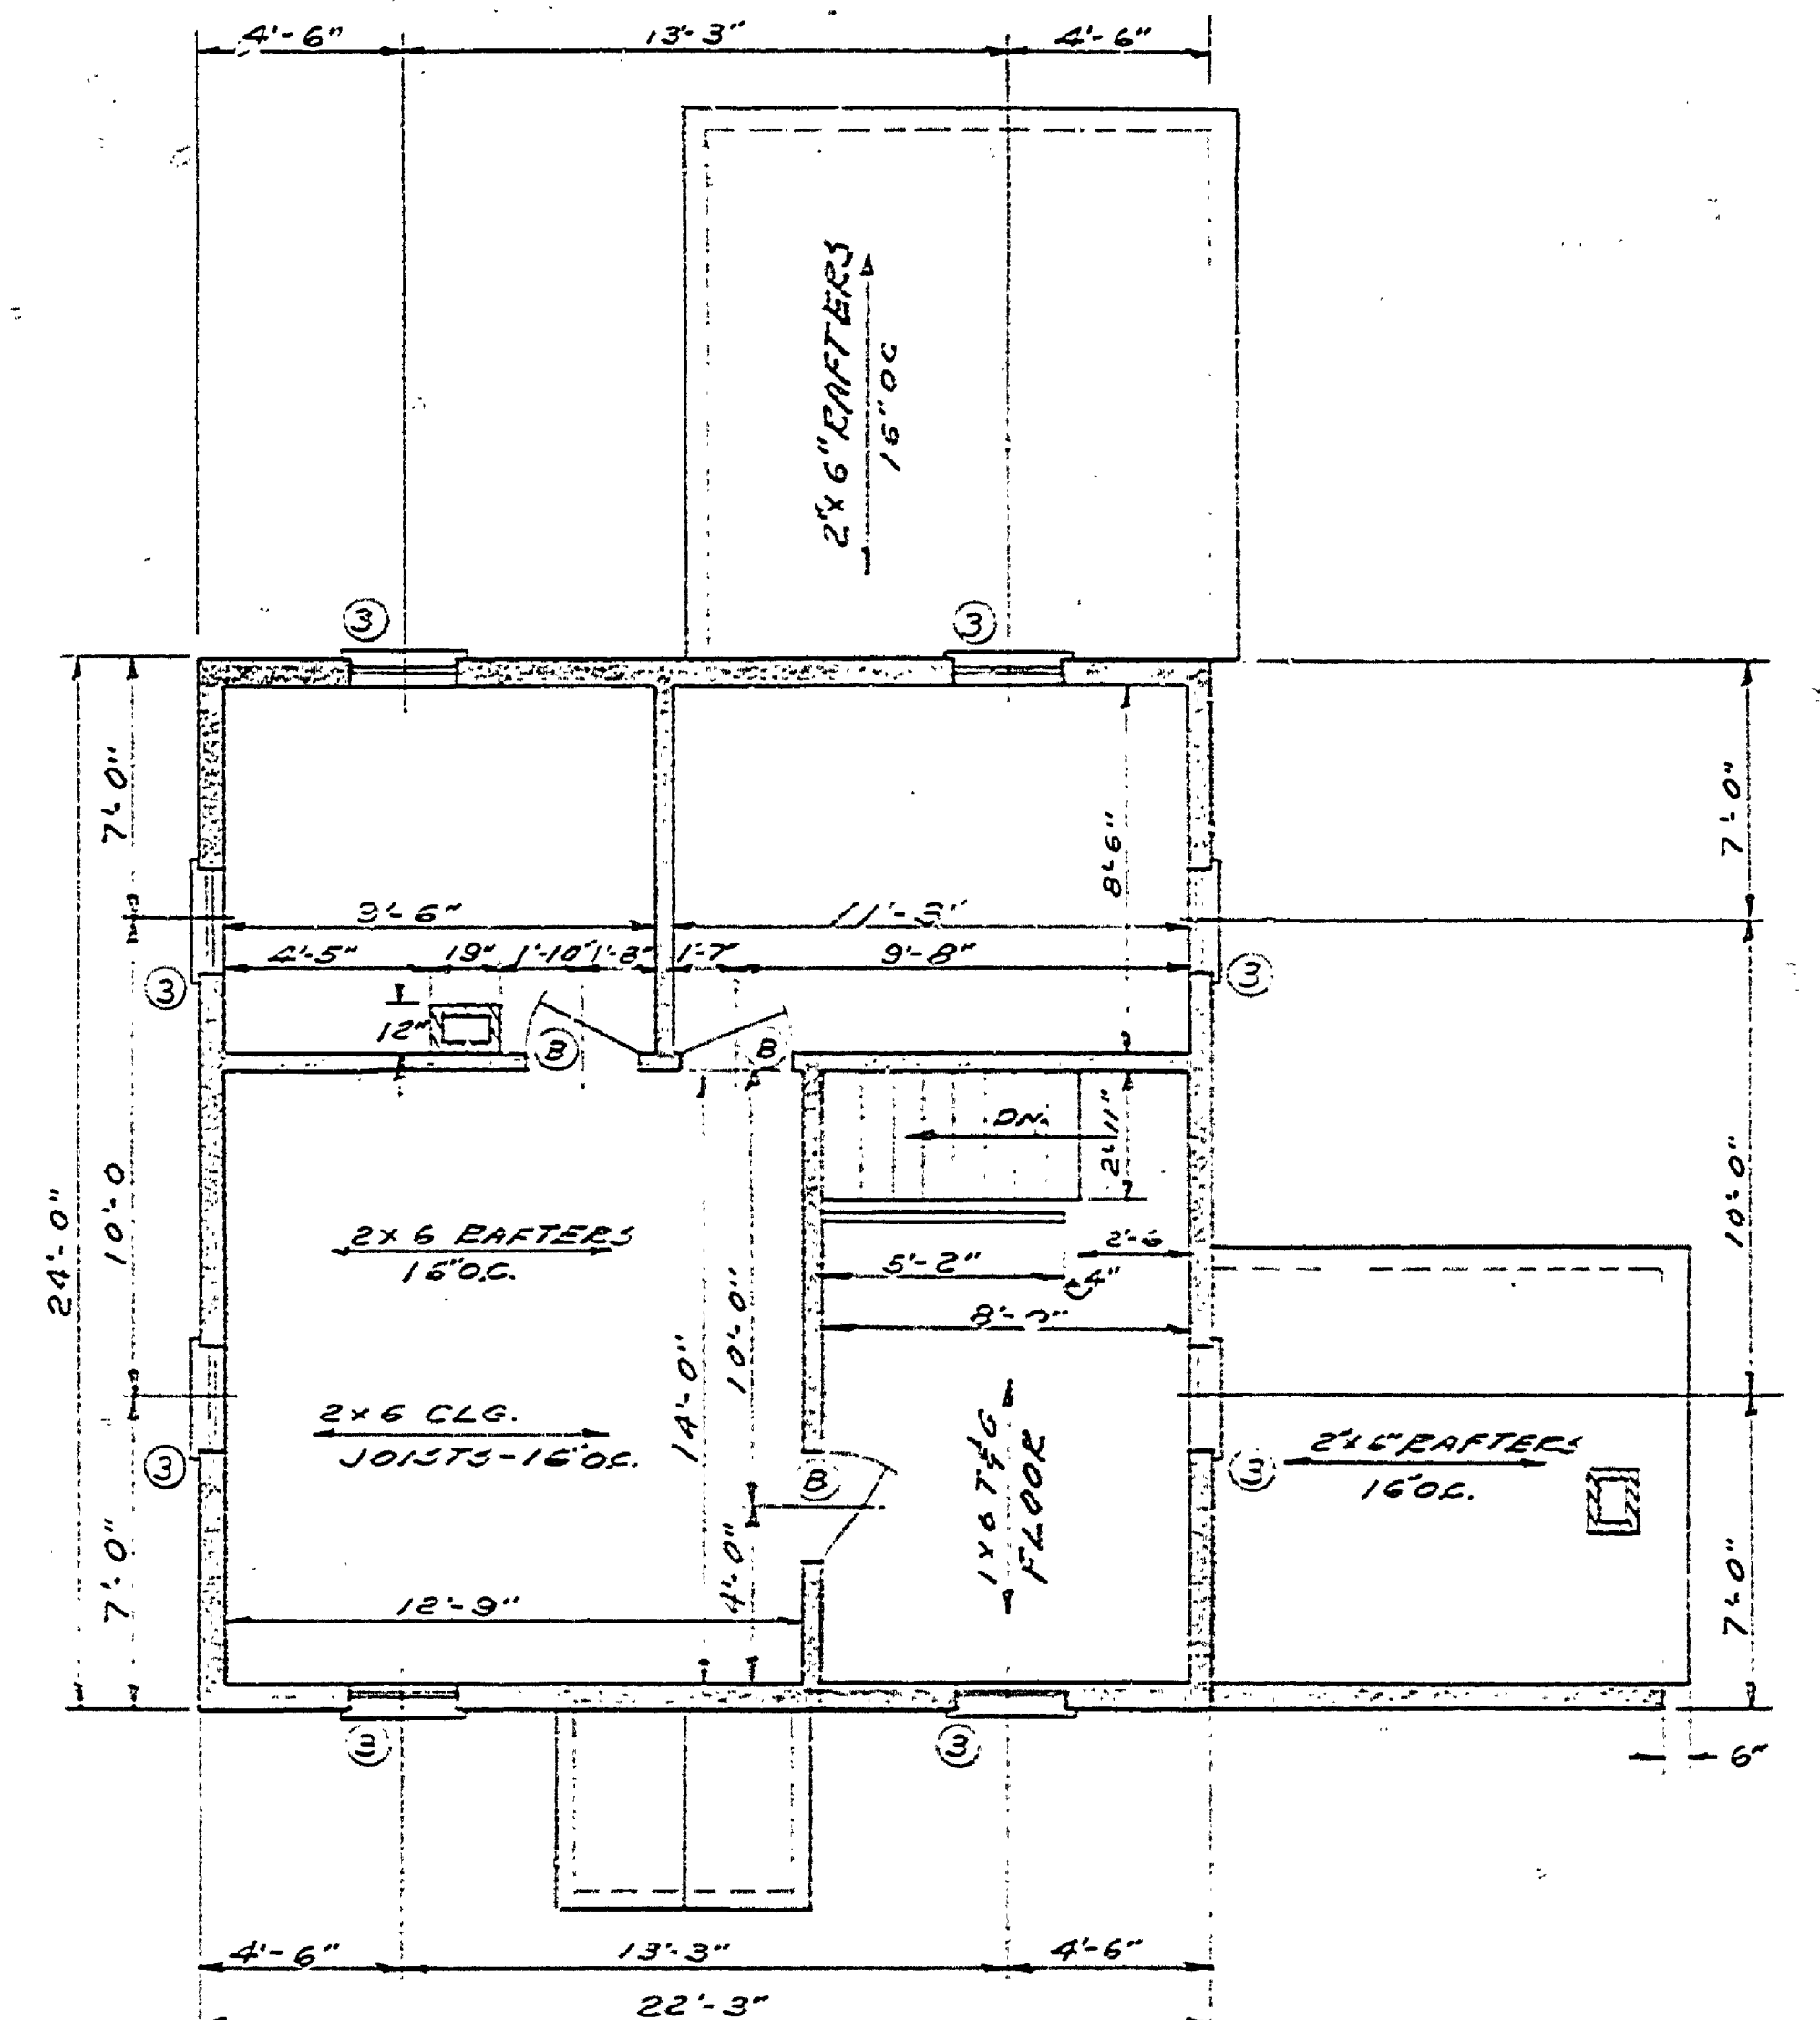 4'-6"
13'-3"
4'-6"
2"X 6" RAFTERS
16" OC
3
3
7'-0"
7'-0"
8'-6"
9'-6"
11'-3"
4'-5"
19"
1'-10"
1'-8"
1'-7"
9'-8"
3
3
12"
B
B
DN.
2'-11"
24'-0"
10'-0
10'-0"
2 X 6 RAFTERS
16"O.C.
2'-6
5'-2"
4"
14'-0"
10'-0"
2 X 6 CLG.
JOISTS-16"OC.
1 X 6 T & G
FLOOR
2"X 6" RAFTERS
16"OC.
3
B
3
7'-0"
4'-0"
7'-0"
12'-9"
3
3
6"
4'-6"
13'-3"
4'-6"
22'-3"